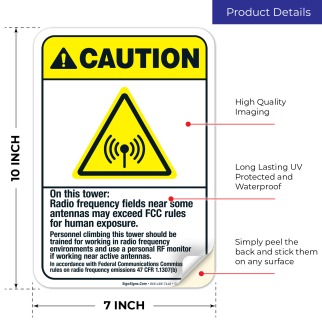 Product Details
CAUTION
On this tower:
Radio frequency fields near some
antennas may exceed FCC rules
for human exposure.
Personnel climbing this tower should be
trained for working in radio frequency
environments and use a personal RF monitor
if working near active antennas.
In accordance with Federal Communications Commiss
rules on radio frequency emissions 47 CFR 1.1307(b)
10 INCH
7 INCH
High Quality
Imaging
Long Lasting UV
Protected and
Waterproof
Simply peel the
back and stick them
on any surface